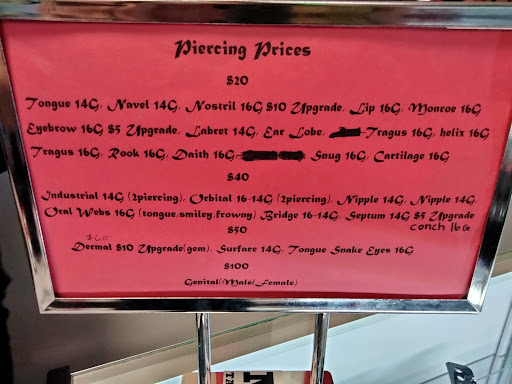 Piercing Prices
$20
Tongue 14G, Navel 14G, Nostril 16G $10 Upgrade, Lip 16G, Monroe 16G
Eyebrow 16G $5 Upgrade, Labret 14G, Ear Lobe, -Tragus 16G, helix 16G
Tragus 16G, Rook 16G, Daith 16G- Snug 16G, Cartilage 16G
$40
Industrial 14G (2piercing), Orbital 16-14G (2piercing), Nipple 14G, Nipple 14G,
Oral Webs 16G (tongue,smiley,frowny) Bridge 16-14G, Septum 14G $5 Upgrade
conch 16G
$50
$60
Dermal $10 Upgrade(gem), Surface 14G, Tongue Snake Eyes 16G
$100
Genital(Male/Female)